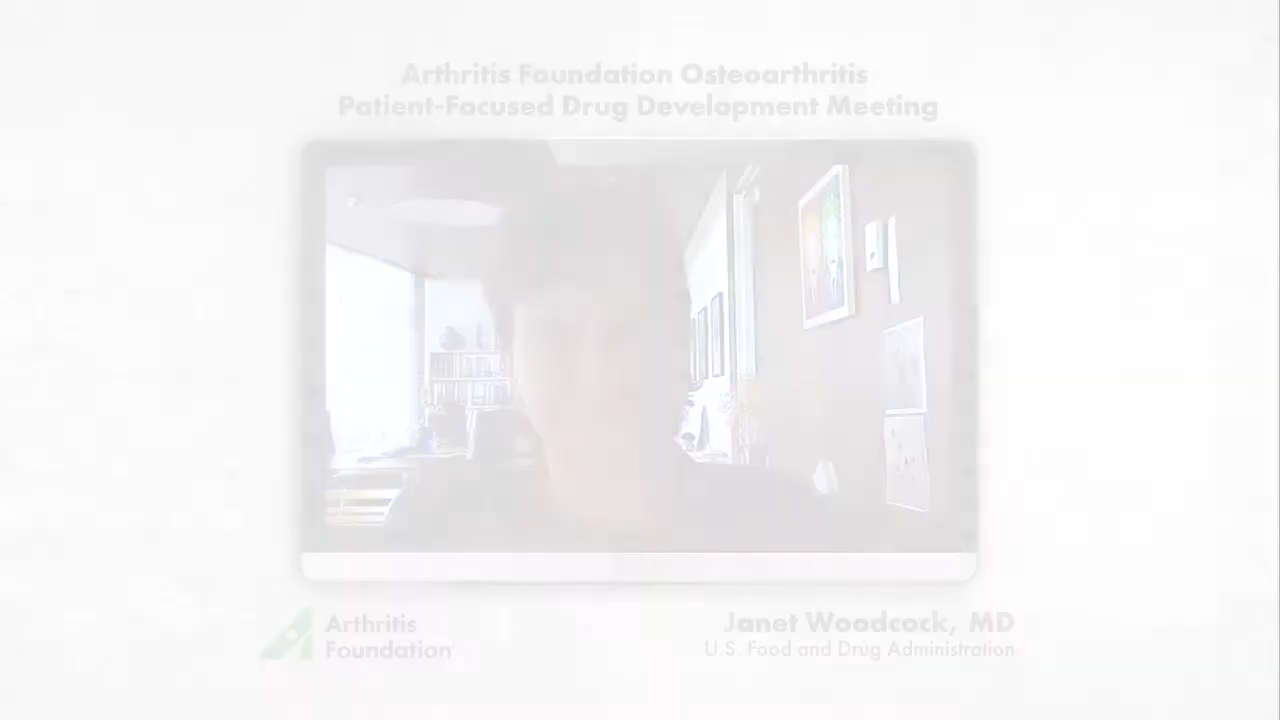 Arthritis Foundation Osteoarthritis
Patient-Focused Drug Development Meeting
Arthritis
Foundation
Janet Woodcock, MD
U.S. Food and Drug Administration